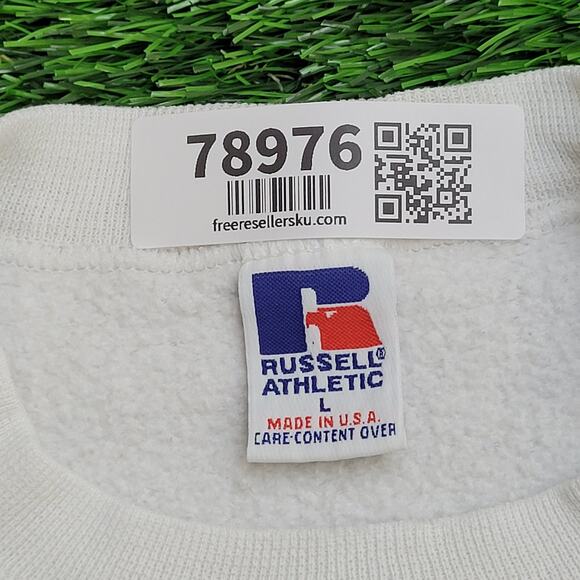 78976
freeresellersku.com
RUSSELL®
ATHLETIC
L
MADE IN U.S.A.
CARE-CONTENT OVER